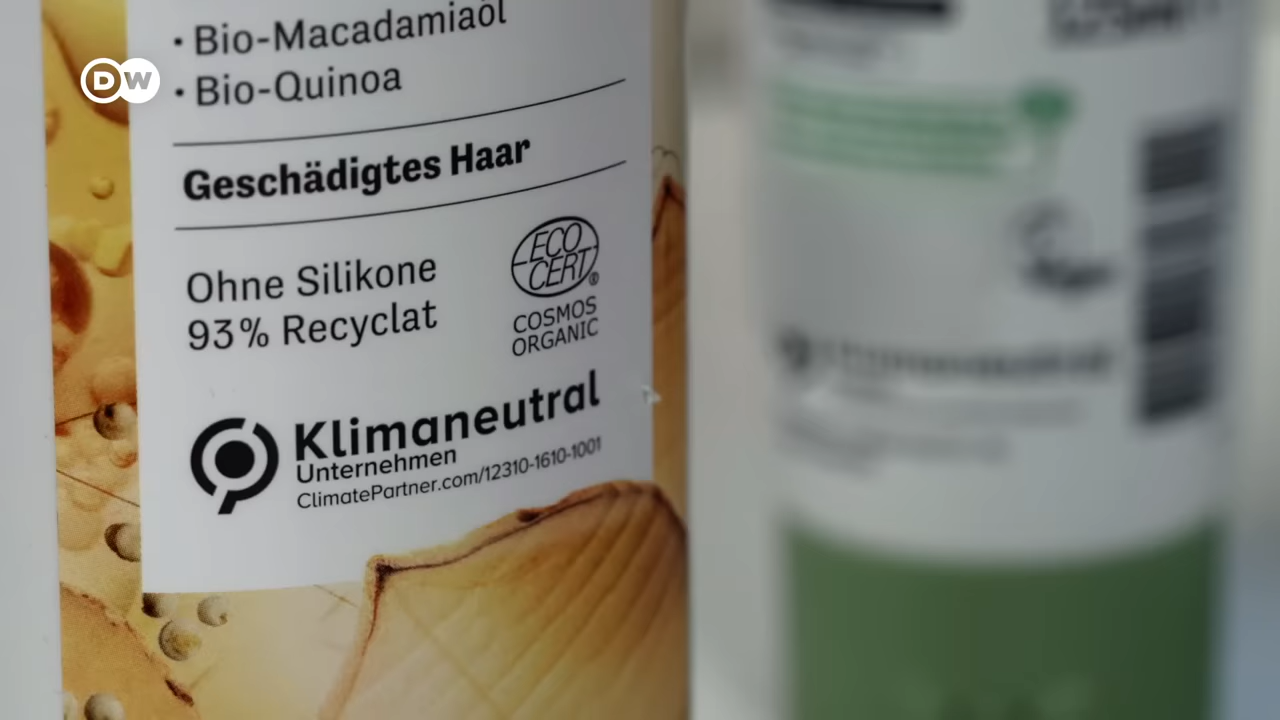 DW
• Bio-Macadamiaöl
• Bio-Quinoa
Geschädigtes Haar
Ohne Silikone
93% Recyclat
ECO
CERT®
COSMOS
ORGANIC
Klimaneutral
Unternehmen
ClimatePartner.com/12310-1610-1001